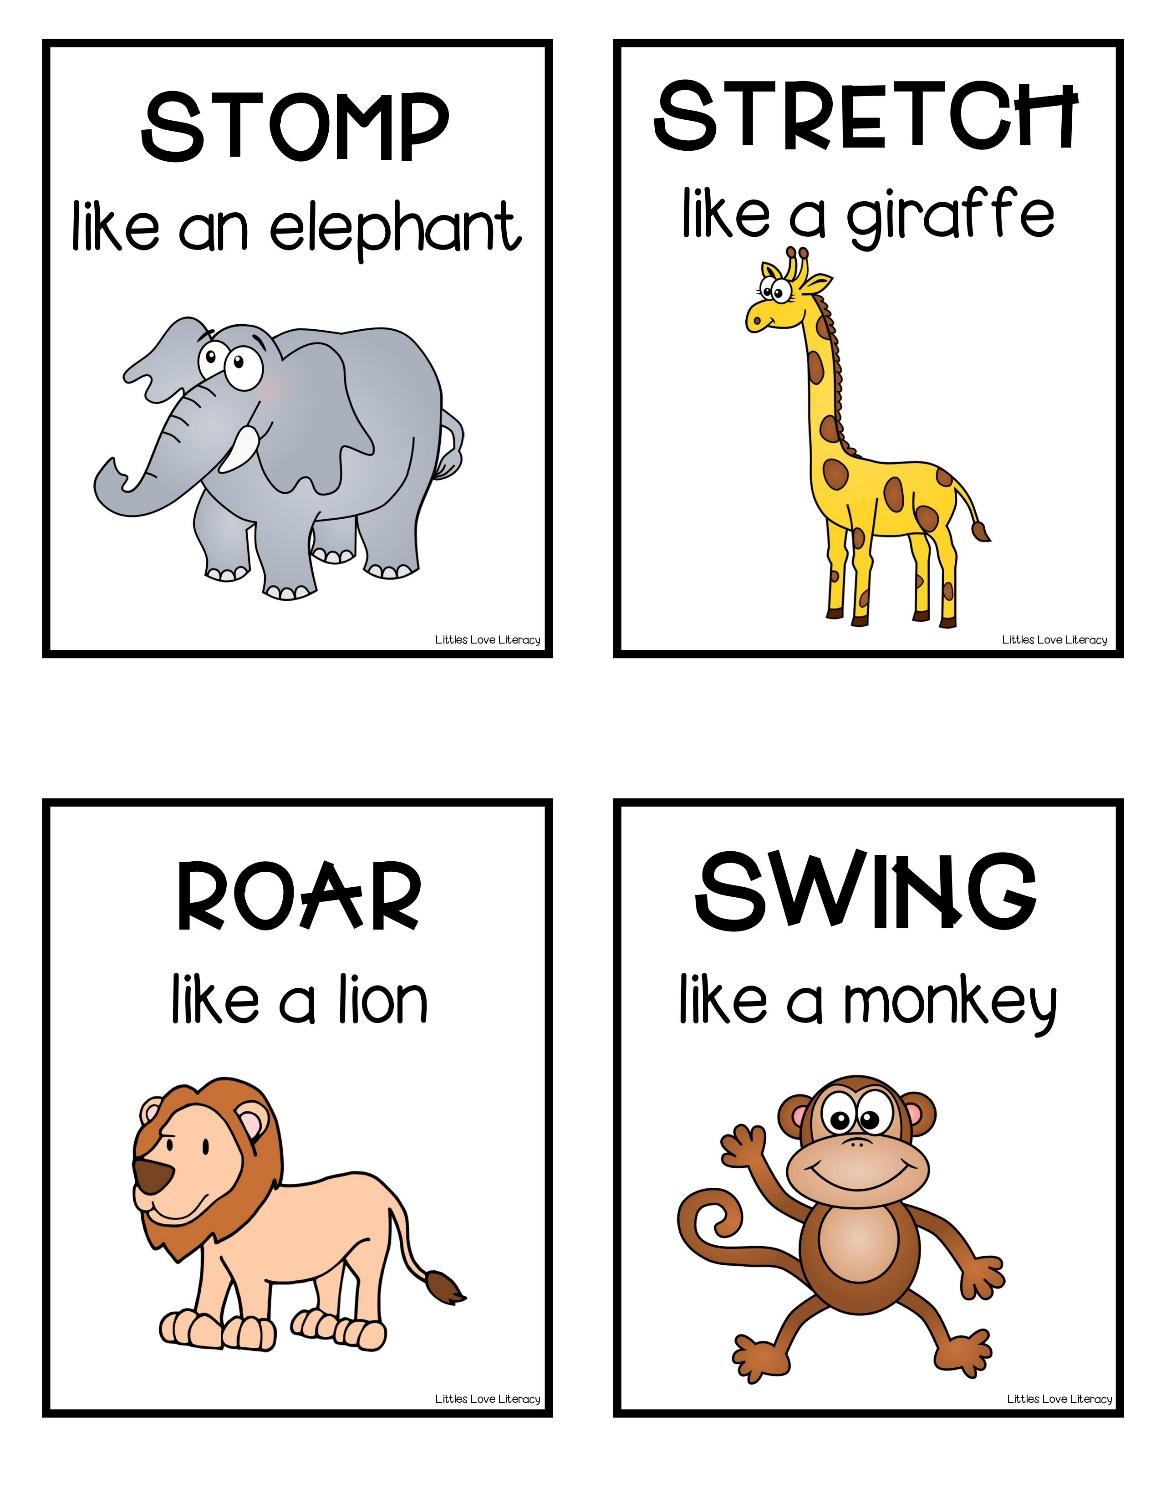 STOMP
like an elephant
Littles Love Literacy
STRETCH
like a giraffe
Littles Love Literacy
ROAR
like a lion
Littles Love Literacy
SWING
like a monkey
Littles Love Literacy